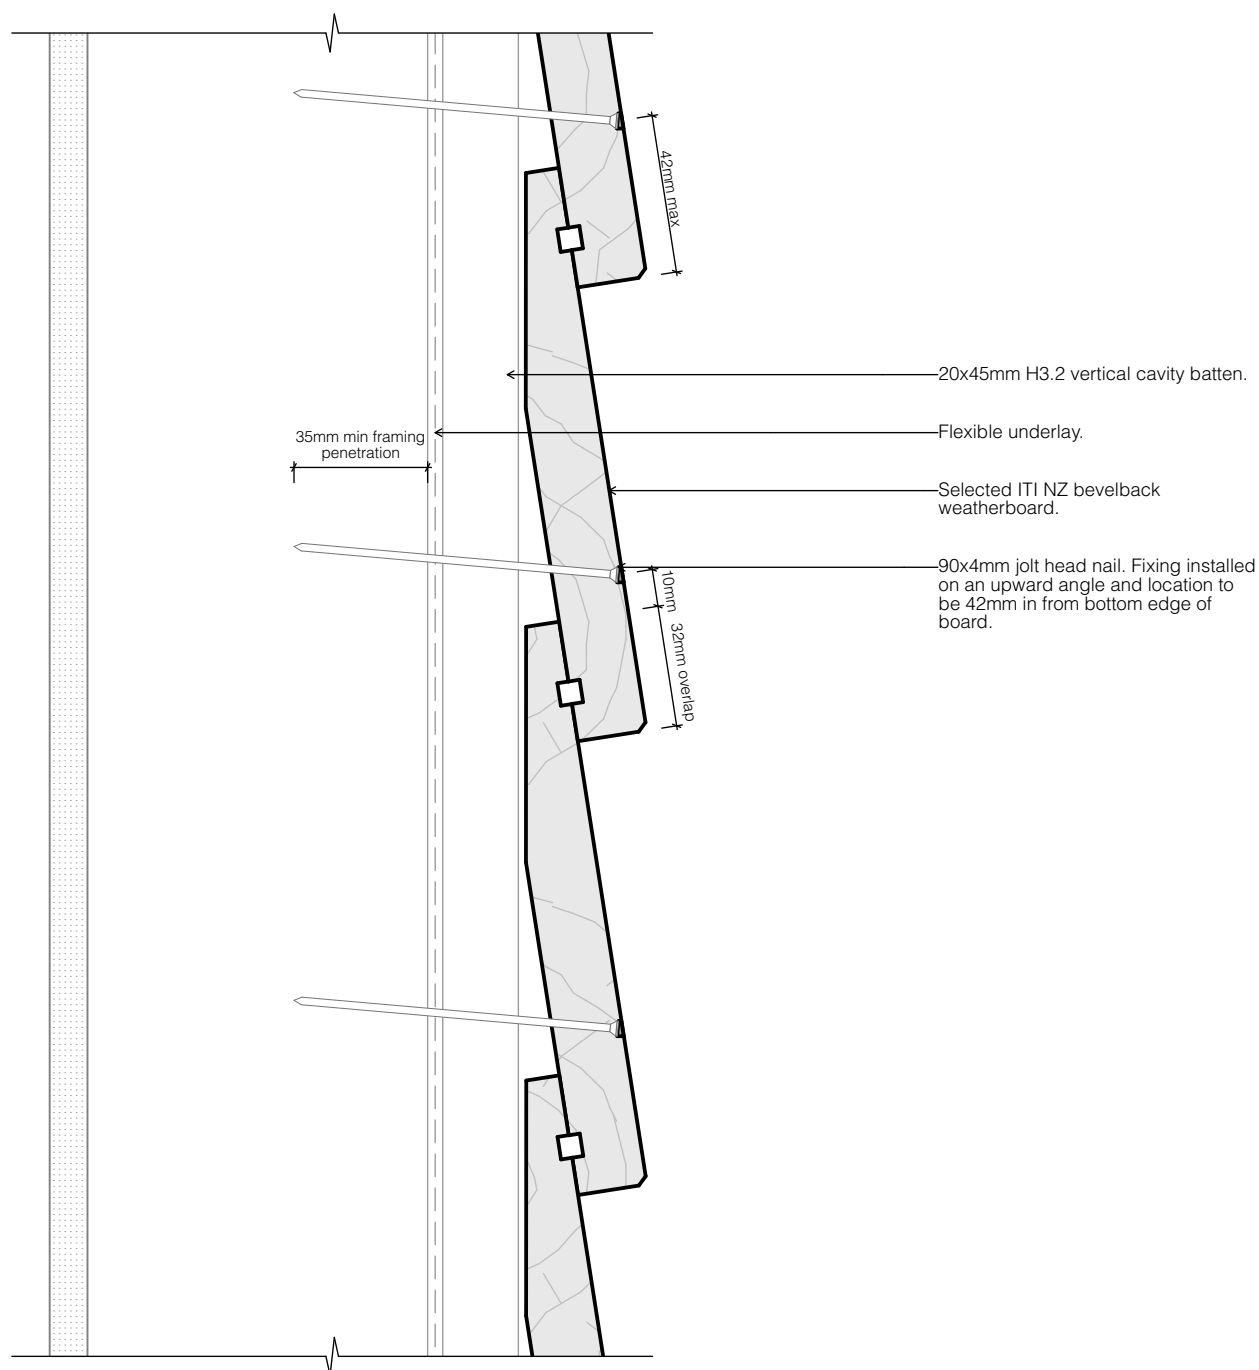 42mm max
20x45mm H3.2 vertical cavity batten.
35mm min framing
penetration
Flexible underlay.
Selected ITI NZ bevelback
weatherboard.
90x4mm jolt head nail. Fixing installed
on an upward angle and location to
be 42mm in from bottom edge of
board.
10mm
32mm overlap